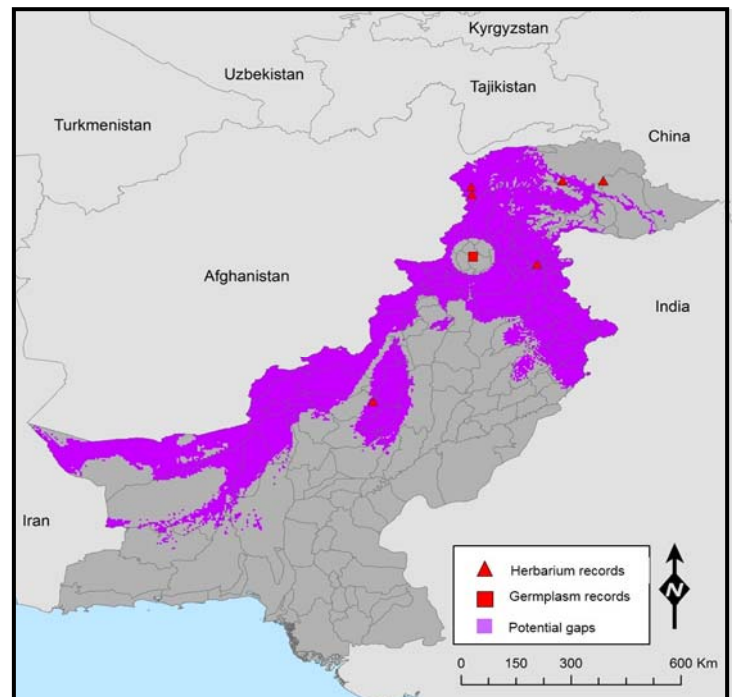 Kyrgyzstan
Uzbekistan
Tajikistan
Turkmenistan
China
Afghanistan
India
Iran
Herbarium records
Germplasm records
Potential gaps
N
0 150 300 600 Km